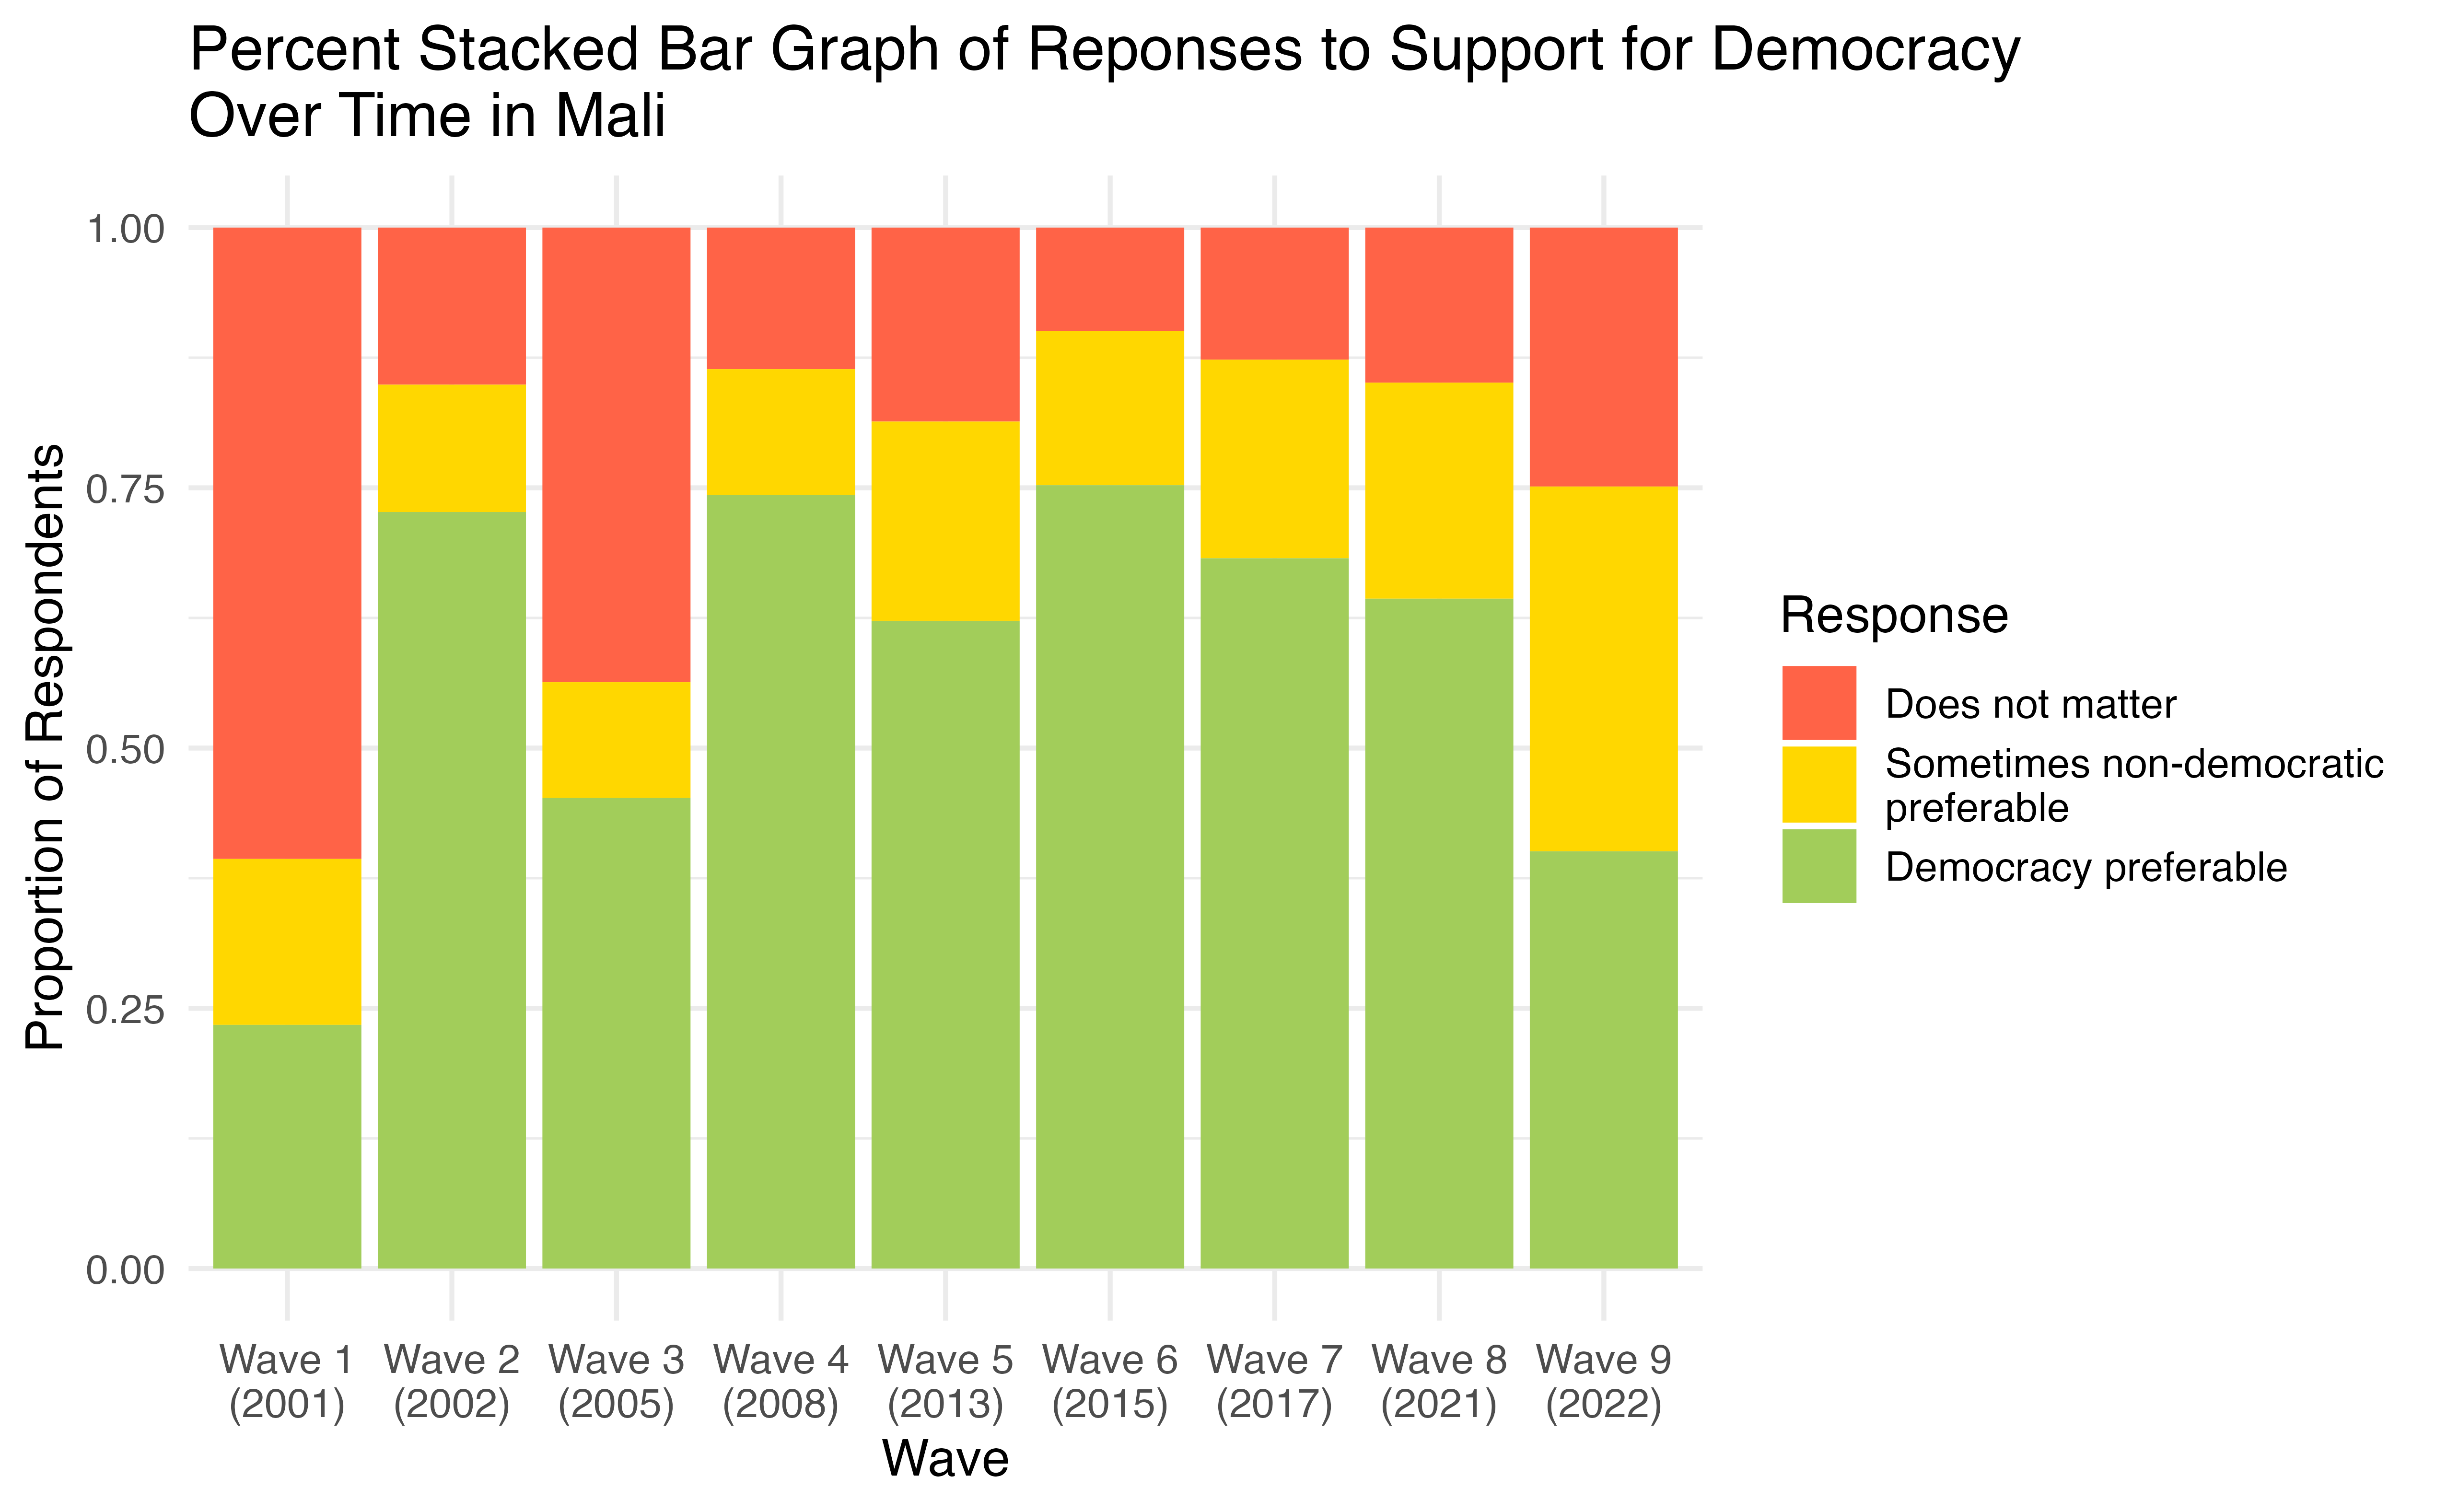 Percent Stacked Bar Graph of Reponses to Support for Democracy
Over Time in Mali
Proportion of Respondents
1.00
0.75
0.50
0.25
0.00
Wave 1
(2001)
Wave 2
(2002)
Wave 3
(2005)
Wave 4
(2008)
Wave 5
(2013)
Wave 6
(2015)
Wave 7
(2017)
Wave 8
(2021)
Wave 9
(2022)
Wave
Response
Does not matter
Sometimes non-democratic
preferable
Democracy preferable